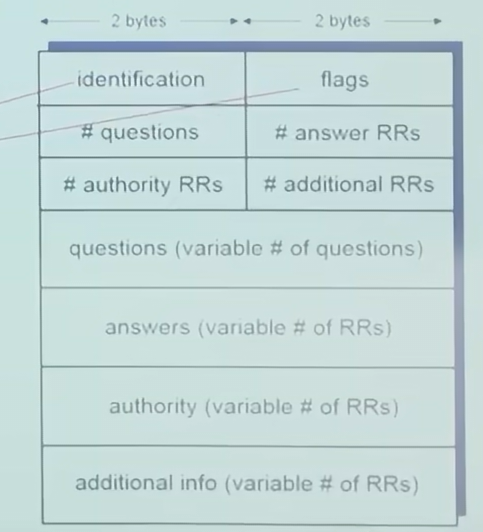 2 bytes 2 bytes
identification flags
# questions # answer RRs
# authority RRs # additional RRs
questions (variable # of questions)
answers (variable # of RRs)
authority (variable # of RRs)
additional info (variable # of RRs)